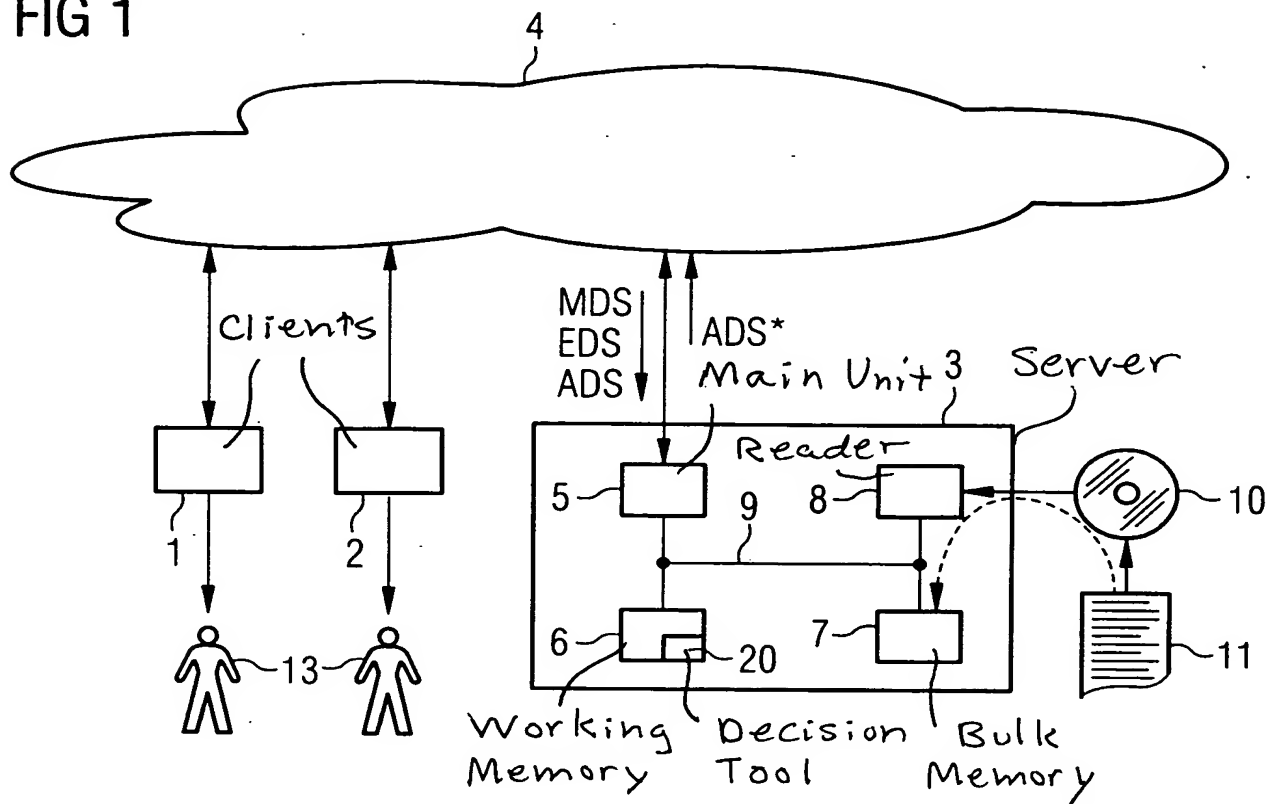 FIG 1
4
Clients
MDS
EDS
ADS
ADS*
Main Unit
3
Server
Reader
5
8
10
1
2
9
6
20
7
11
13
Working
Memory
Decision
Tool
Bulk
Memory